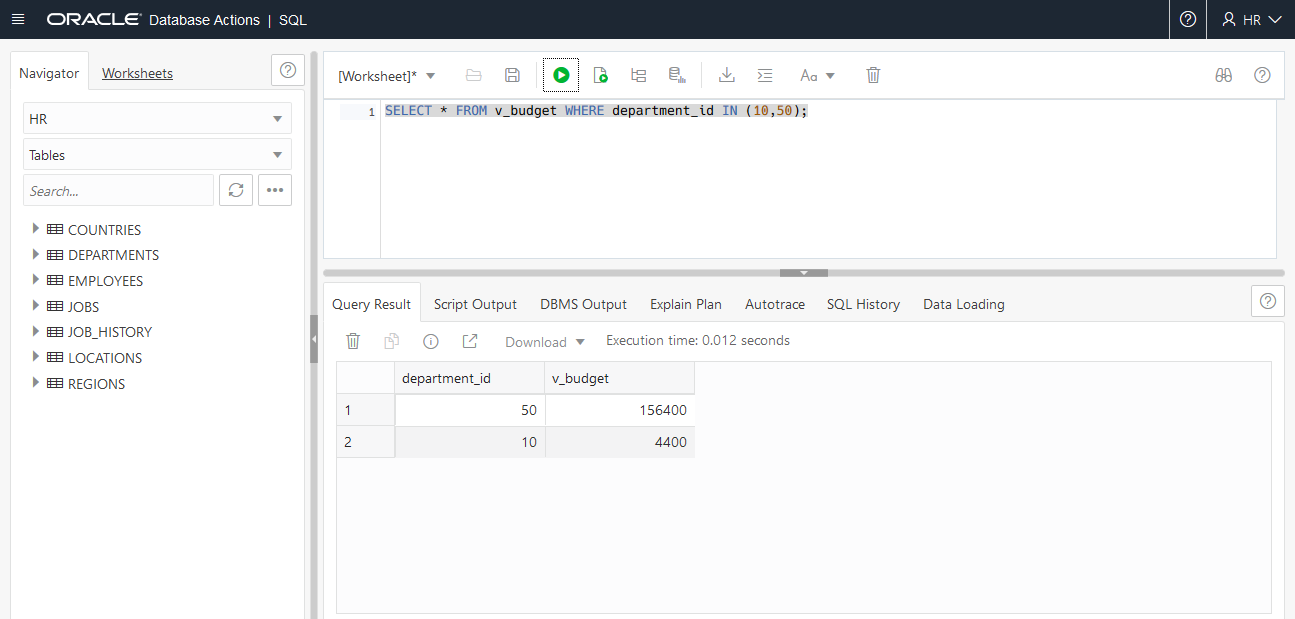 ORACLE Database Actions | SQL
HR
Navigator
Worksheets
HR
Tables
Search...
COUNTRIES
DEPARTMENTS
EMPLOYEES
JOBS
JOB_HISTORY
LOCATIONS
REGIONS
[Worksheet]*
Aa
1 SELECT * FROM v_budget WHERE department_id IN (10,50);
Query Result Script Output DBMS Output Explain Plan Autotrace SQL History Data Loading
Download Execution time: 0.012 seconds
department_id v_budget
1 50 156400
2 10 4400